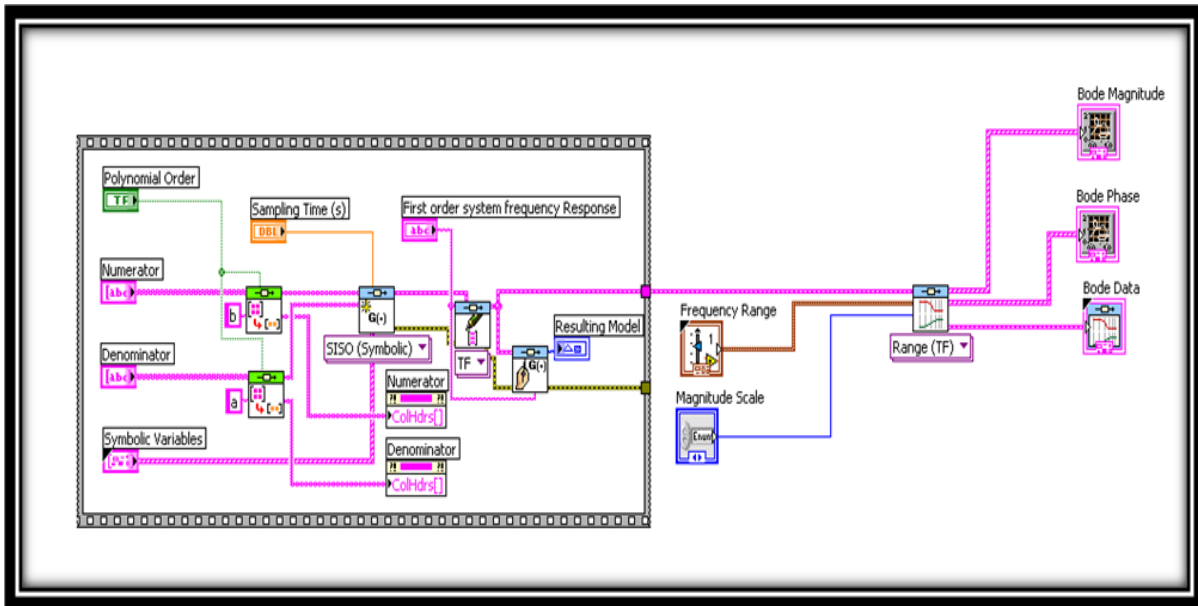 Bode Magnitude
Polynomial Order
TF
Sampling Time (s)
DBL
First order system frequency Response
abc
Bode Phase
Numerator
[abc]
b
G(·)
SISO (Symbolic)
TF
Resulting Model
G(·)
Frequency Range
1
Bode Data
Range (TF)
Denominator
[abc]
a
Numerator
?!
?!
ColHdrs[]
Magnitude Scale
Enum
Symbolic Variables
Denominator
?!
?!
ColHdrs[]